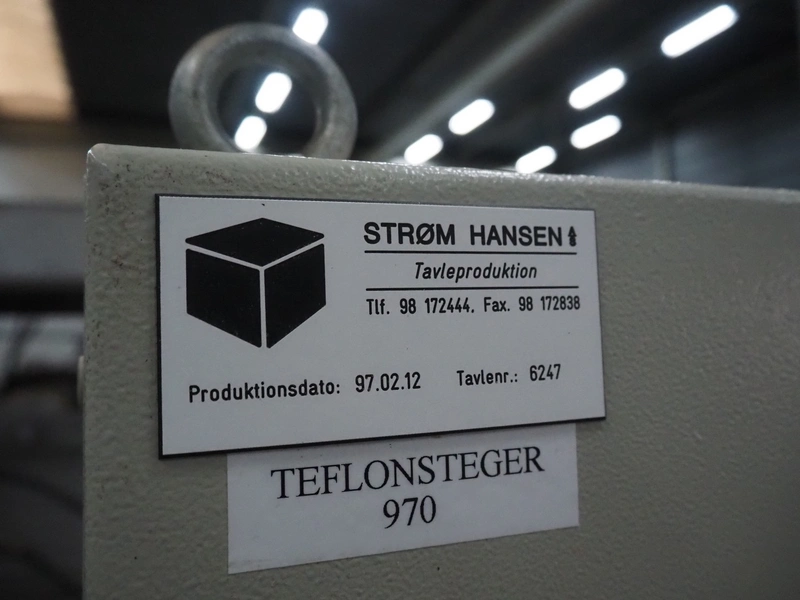 STRØM HANSEN A/S
Tavleproduktion
Tlf. 98 172444, Fax. 98 172838
Produktionsdato: 97.02.12 Tavlenr.: 6247
TEFLONSTEGER
970